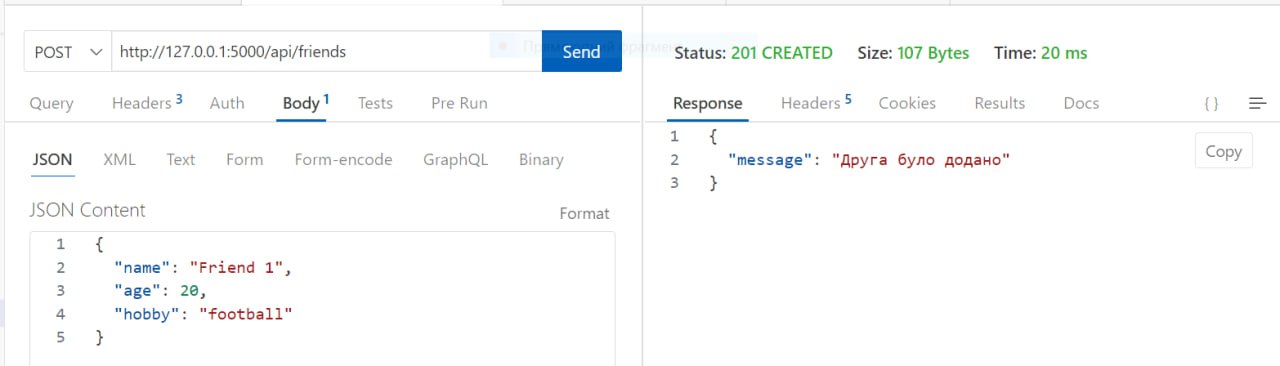 POST http://127.0.0.1:5000/api/friends Send
Query Headers 3 Auth Body 1 Tests Pre Run
JSON XML Text Form Form-encode GraphQL Binary
JSON Content Format
1 {
2 "name": "Friend 1",
3 "age": 20,
4 "hobby": "football"
5 }
Status: 201 CREATED Size: 107 Bytes Time: 20 ms
Response Headers 5 Cookies Results Docs { }
1 {
2 "message": "Друга було додано"
3 }
Copy